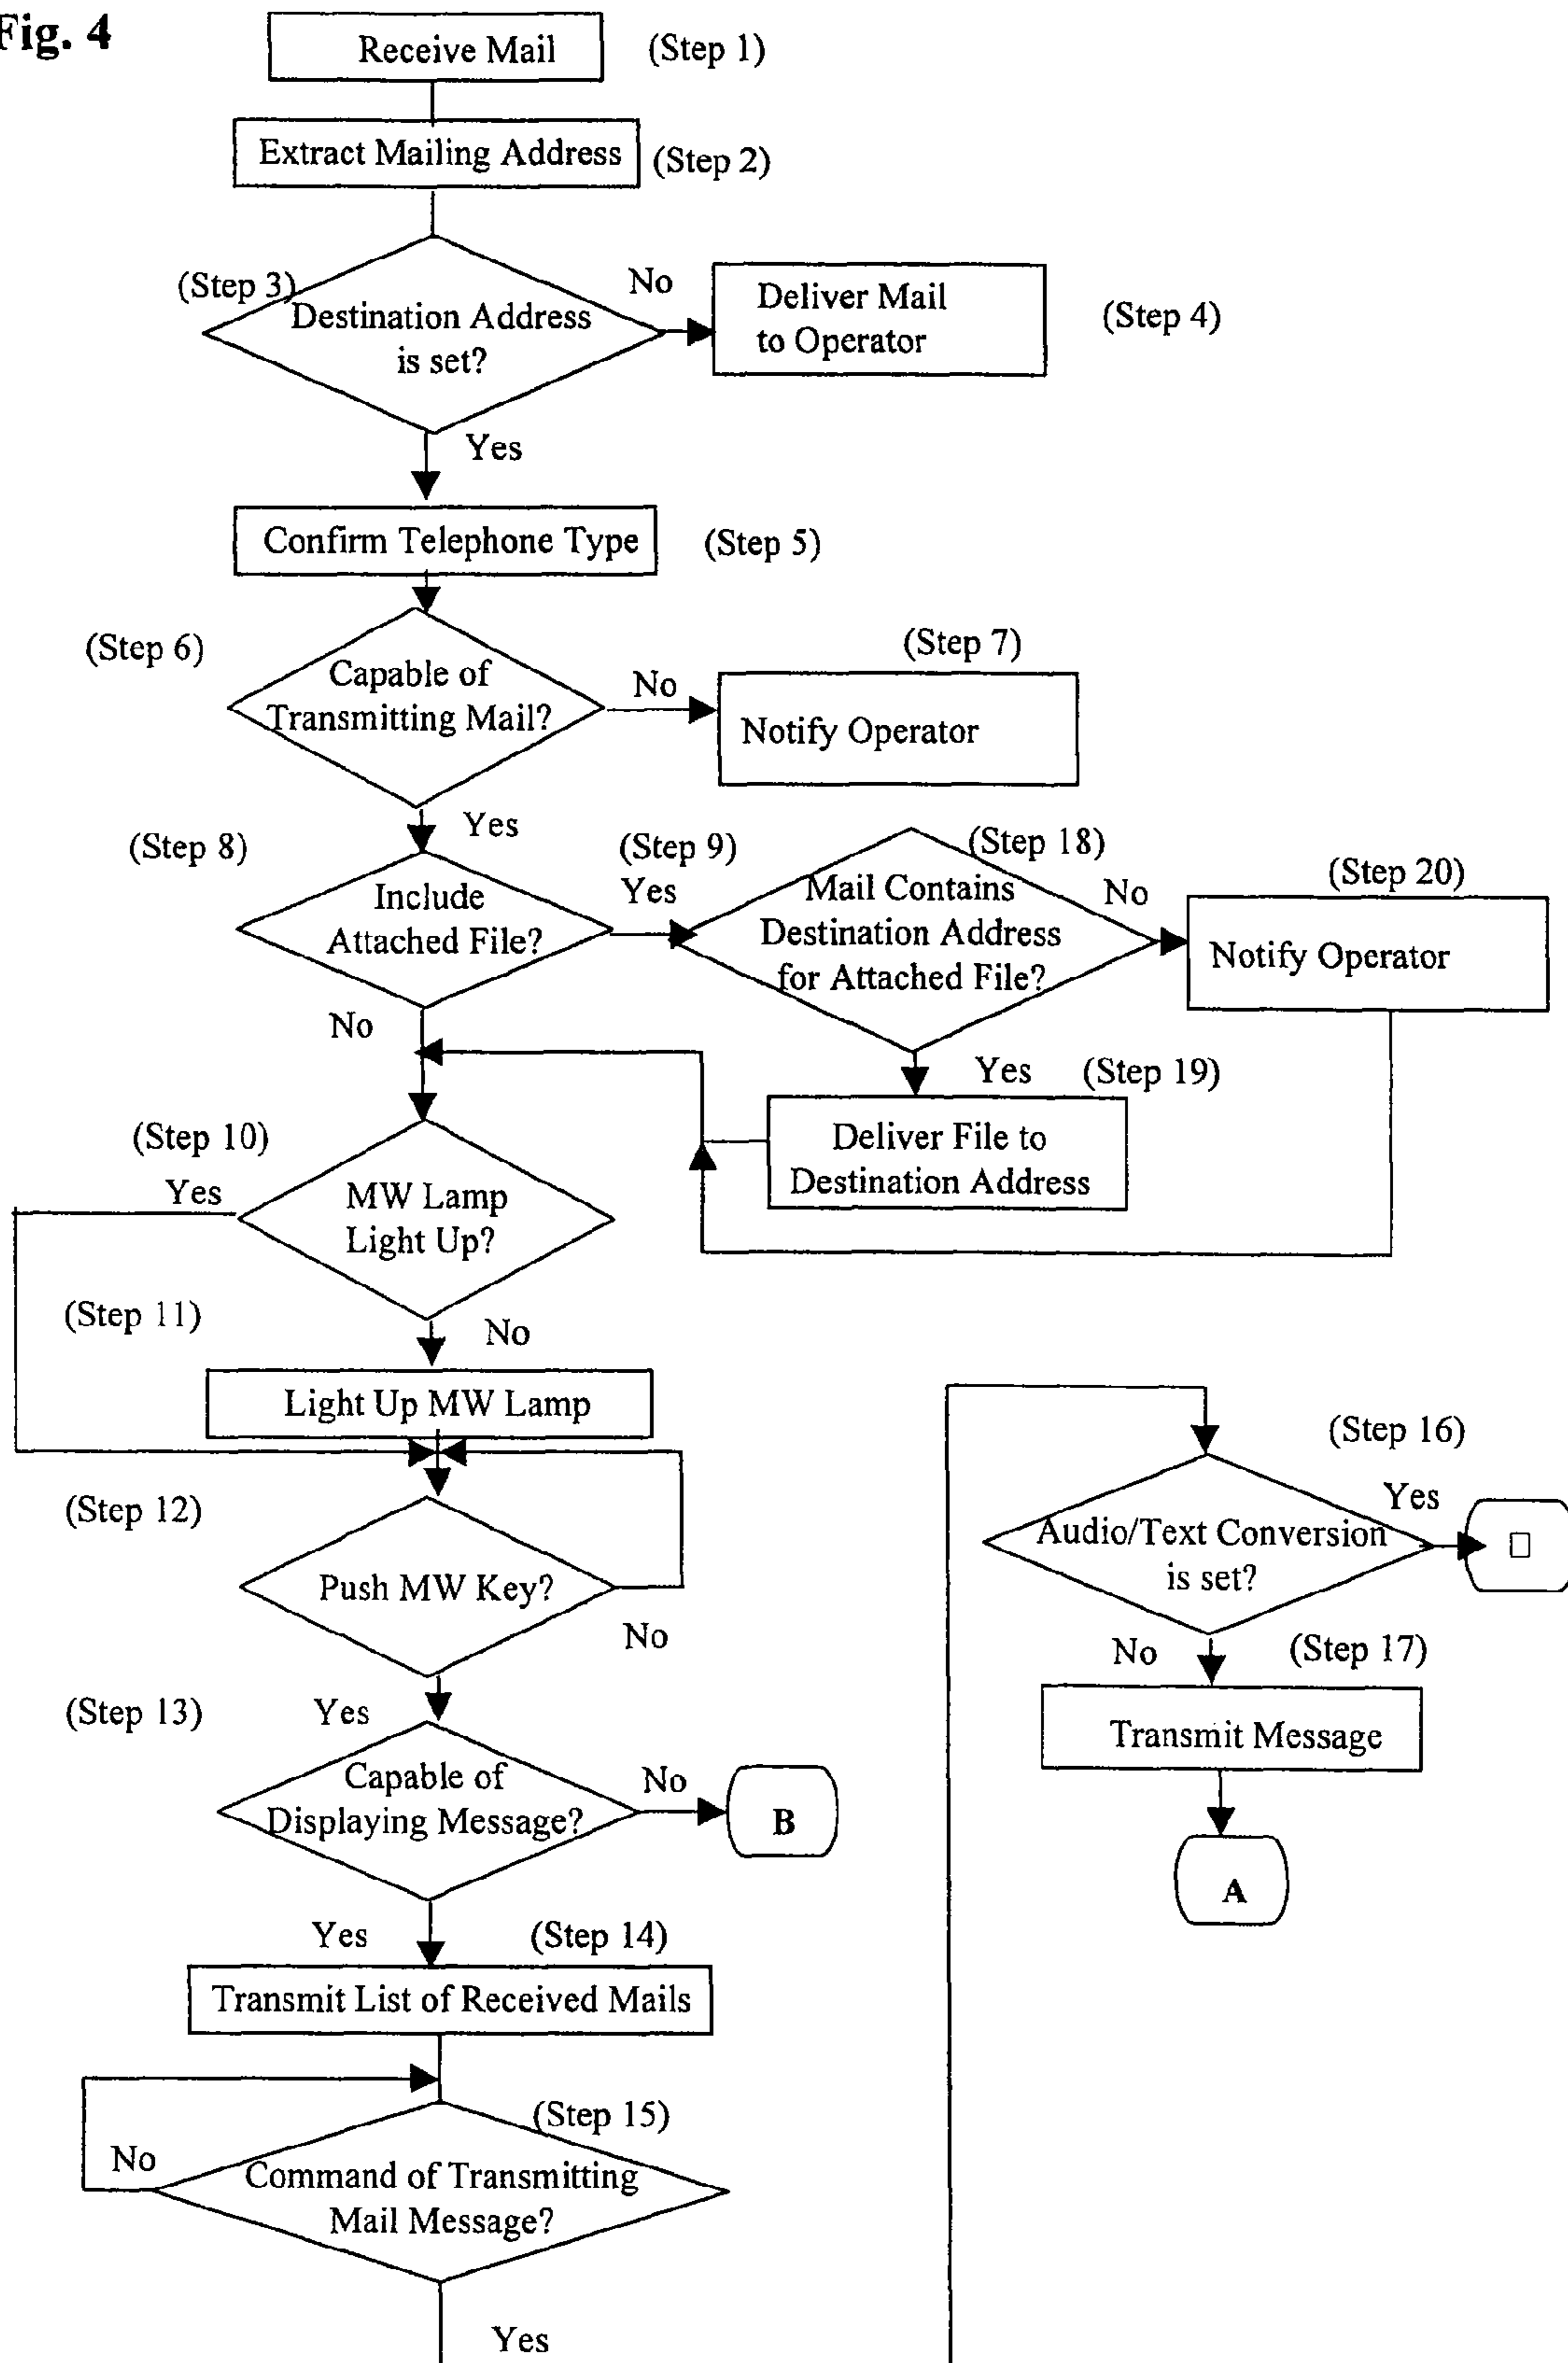 Fig. 4
Receive Mail
(Step 1)
Extract Mailing Address
(Step 2)
(Step 3)
Destination Address
is set?
No
Deliver Mail
to Operator
(Step 4)
Yes
Confirm Telephone Type
(Step 5)
(Step 6)
Capable of
Transmitting Mail?
No
(Step 7)
Notify Operator
Yes
(Step 8)
Include
Attached File?
(Step 9)
Yes
(Step 18)
Mail Contains
Destination Address
for Attached File?
No
(Step 20)
Notify Operator
No
Yes
(Step 19)
Deliver File to
Destination Address
(Step 10)
Yes
MW Lamp
Light Up?
(Step 11)
No
Light Up MW Lamp
(Step 12)
Push MW Key?
No
(Step 13)
Yes
Capable of
Displaying Message?
No
B
Yes
(Step 14)
Transmit List of Received Mails
(Step 15)
No
Command of Transmitting
Mail Message?
Yes
(Step 16)
Audio/Text Conversion
is set?
Yes
□
No
(Step 17)
Transmit Message
A